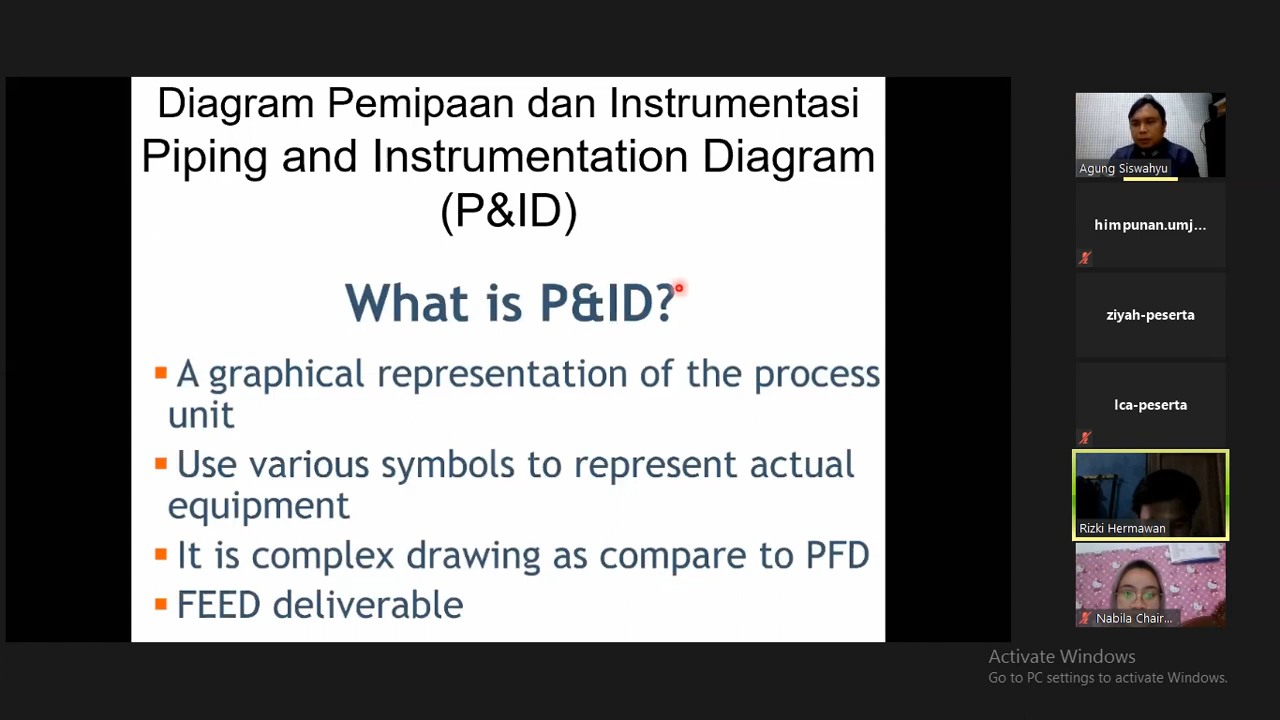 Diagram Pemipaan dan Instrumentasi
Piping and Instrumentation Diagram
(P&ID)
What is P&ID?
A graphical representation of the process
unit
Use various symbols to represent actual
equipment
It is complex drawing as compare to PFD
FEED deliverable
Agung Siswahyu
himpunan.umj...
ziyah-peserta
Ica-peserta
Rizki Hermawan
Nabila Chair...
Activate Windows
Go to PC settings to activate Windows.